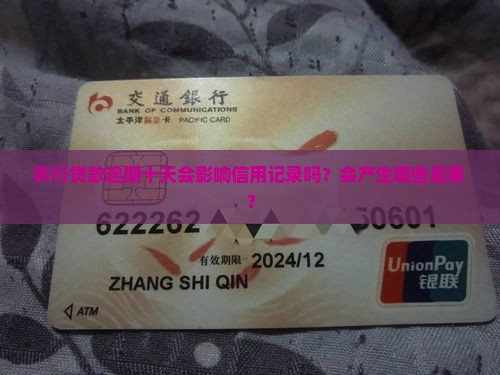 交通銀行
BANK OF COMMUNICATIONS
太平洋 卡 PACIFIC CARD
农行贷款逾期十天会影响信用记录吗？会产生哪些后果
？
622262 50601
有效期限 2024/12
ZHANG SHI QIN
UnionPay
银联
ATM